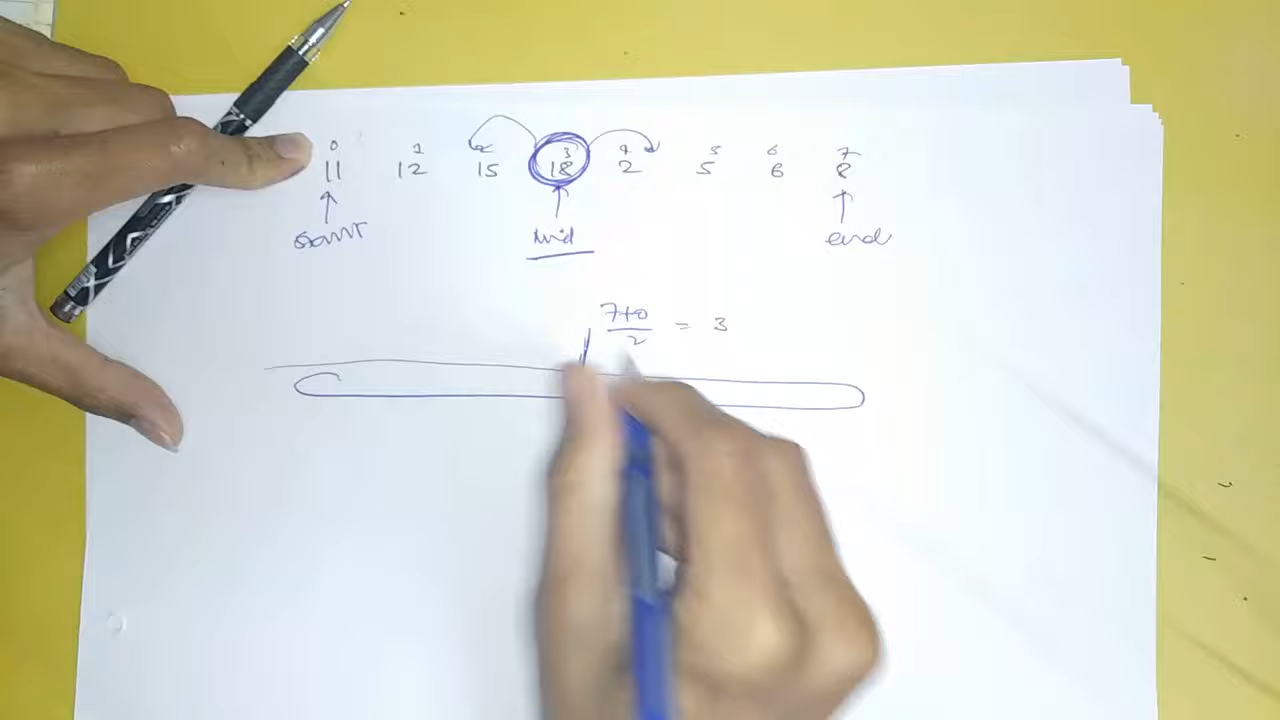 0 1 2 3 4 5 6 7
11 12 15 18 2 5 6 8
start mid end
7+0
2
= 3